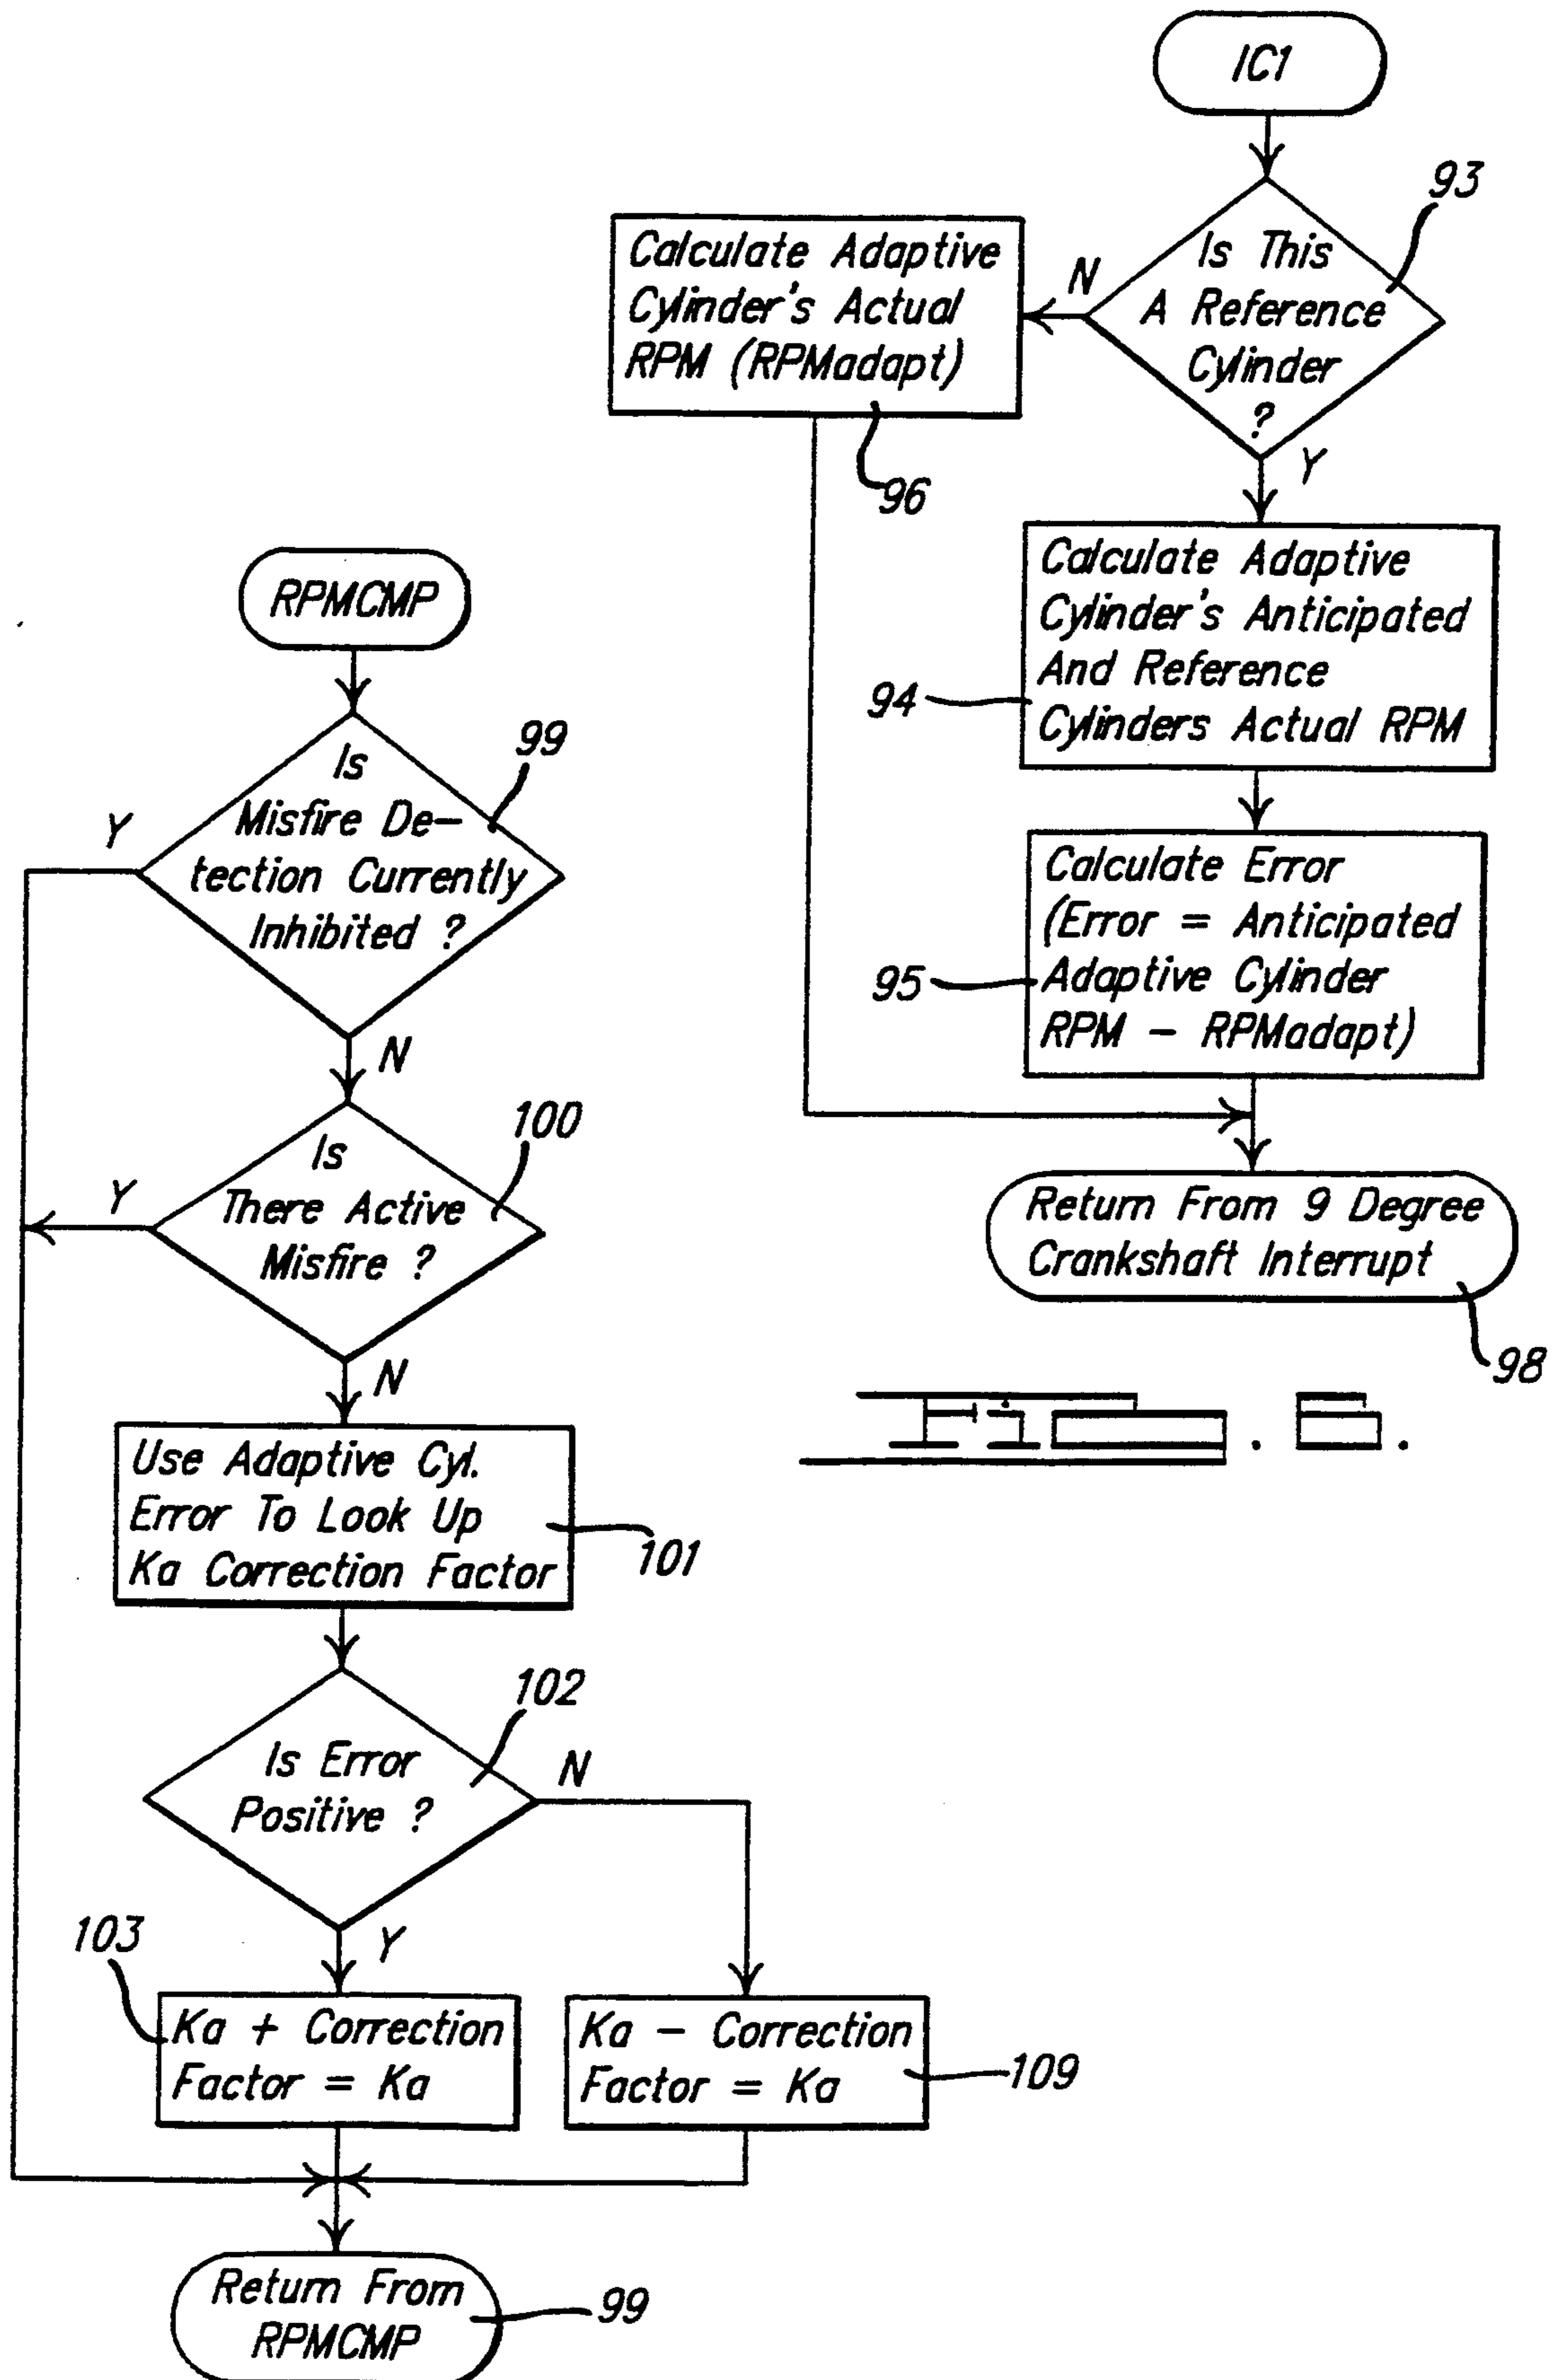 IC1
93
Is This
A Reference
Cylinder
?
N
Y
Calculate Adaptive
Cylinder's Actual
RPM (RPMadapt)
96
Calculate Adaptive
Cylinder's Anticipated
And Reference
Cylinders Actual RPM
94
Calculate Error
(Error = Anticipated
Adaptive Cylinder
RPM - RPMadapt)
95
Return From 9 Degree
Crankshaft Interrupt
98
RPMCMP
99
Is
Misfire De-
tection Currently
Inhibited ?
Y
N
100
Is
There Active
Misfire ?
Y
N
Use Adaptive Cyl.
Error To Look Up
Ka Correction Factor
101
102
Is Error
Positive ?
N
Y
103
Ka + Correction
Factor = Ka
Ka - Correction
Factor = Ka
109
Return From
RPMCMP
99